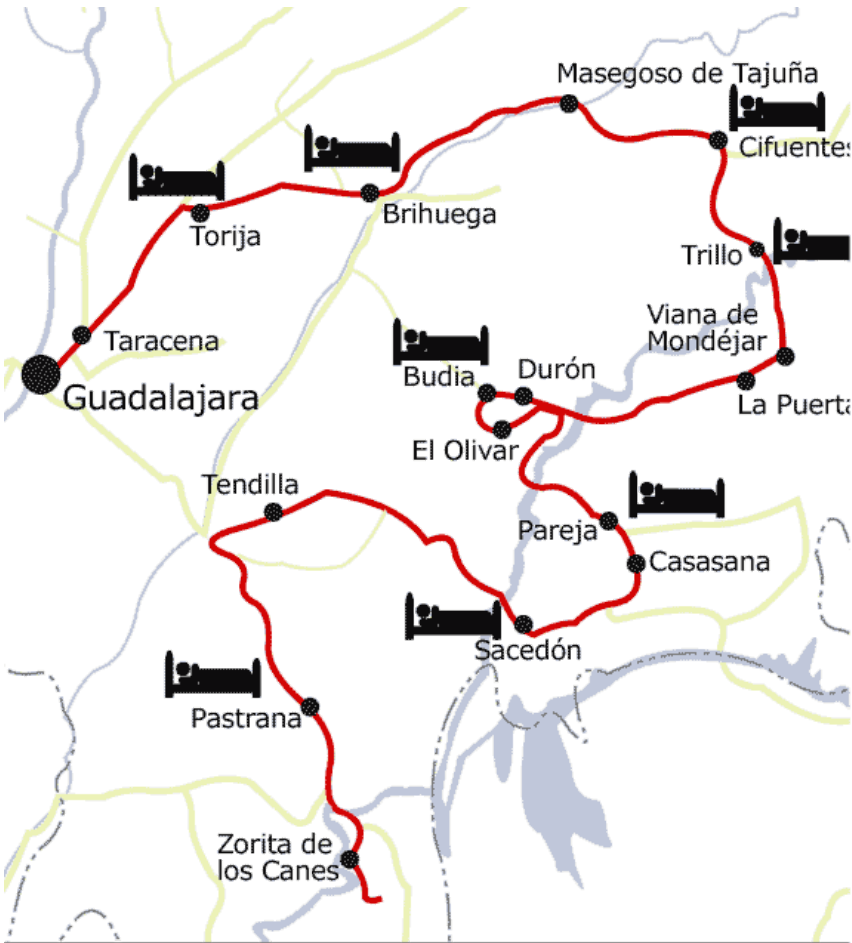 Masegoso de Tajuña
Cifuentes
Brihuega
Torija
Trillo
Viana de
Mondéjar
Taracena
Durón
Budia
Guadalajara
La Puerta
El Olivar
Tendilla
Pareja
Casasana
Sacedón
Pastrana
Zorita de
los Canes